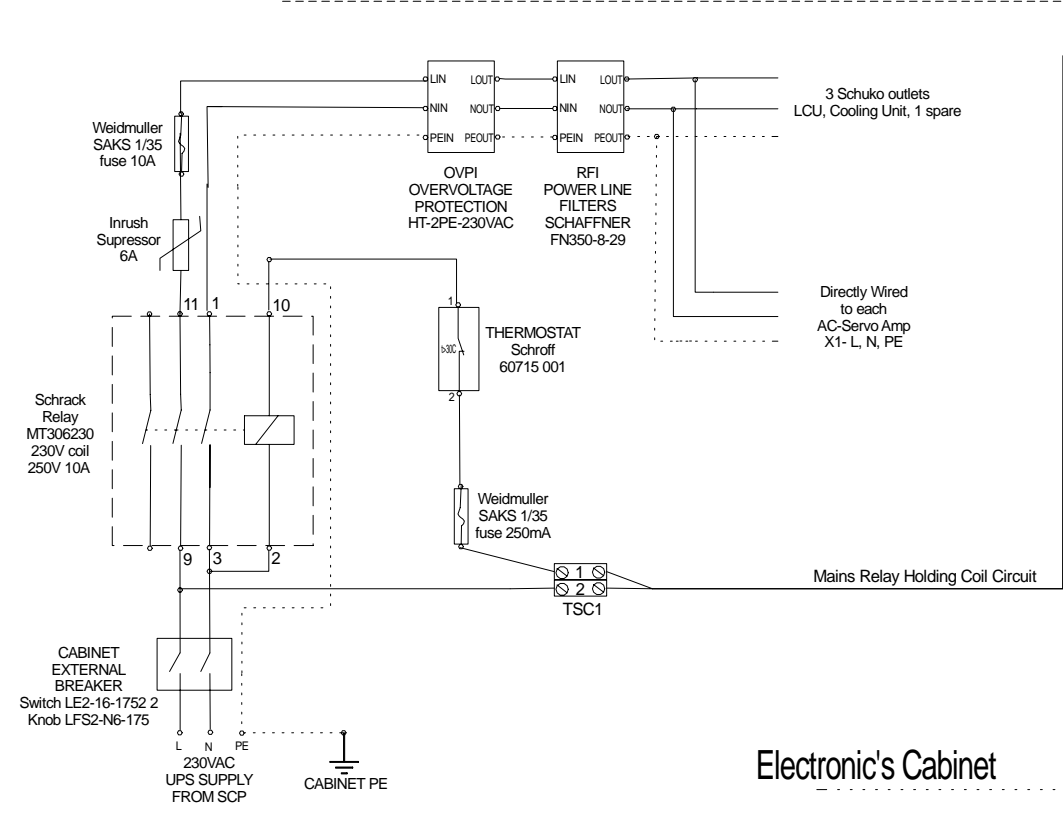 LIN LOUT
NIN NOUT
PEIN PEOUT
LIN LOUT
NIN NOUT
PEIN PEOUT
3 Schuko outlets
LCU, Cooling Unit, 1 spare
Weidmuller
SAKS 1/35
fuse 10A
OVPI
OVERVOLTAGE
PROTECTION
HT-2PE-230VAC
RFI
POWER LINE
FILTERS
SCHAFFNER
FN350-8-29
Inrush
Supressor
6A
11 1 10
Directly Wired
to each
AC-Servo Amp
X1- L, N, PE
1
t>30C
2
THERMOSTAT
Schroff
60715 001
Schrack
Relay
MT306230
230V coil
250V 10A
Weidmuller
SAKS 1/35
fuse 250mA
9 3 2
1
2
TSC1
Mains Relay Holding Coil Circuit
CABINET
EXTERNAL
BREAKER
Switch LE2-16-1752 2
Knob LFS2-N6-175
L N PE
230VAC
UPS SUPPLY
FROM SCP
CABINET PE
Electronic's Cabinet